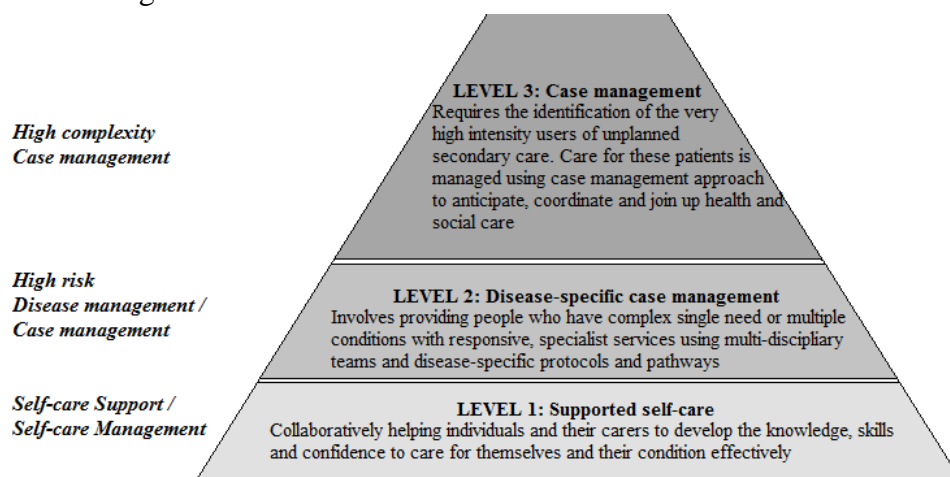 High complexity
Case management
LEVEL 3: Case management
Requires the identification of the very
high intensity users of unplanned
secondary care. Care for these patients is
managed using case management approach
to anticipate, coordinate and join up health and
social care
High risk
Disease management /
Case management
LEVEL 2: Disease-specific case management
Involves providing people who have complex single need or multiple
conditions with responsive, specialist services using multi-discipliary
teams and disease-specific protocols and pathways
Self-care Support /
Self-care Management
LEVEL 1: Supported self-care
Collaboratively helping individuals and their carers to develop the knowledge, skills
and confidence to care for themselves and their condition effectively